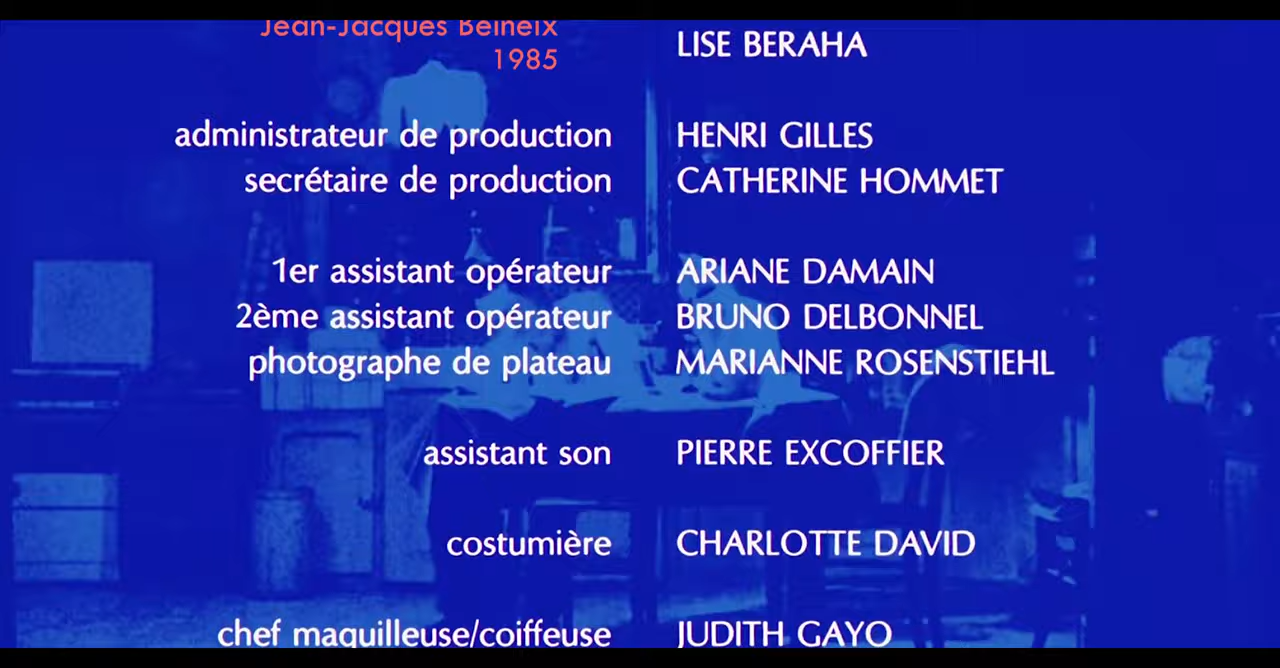 Jean-Jacques Beineix
1985
LISE BERAHA
administrateur de production HENRI GILLES
secrétaire de production CATHERINE HOMMET
1er assistant opérateur ARIANE DAMAIN
2ème assistant opérateur BRUNO DELBONNEL
photographe de plateau MARIANNE ROSENSTIEHL
assistant son PIERRE EXCOFFIER
costumière CHARLOTTE DAVID
chef maquilleuse/coiffeuse JUDITH GAYO